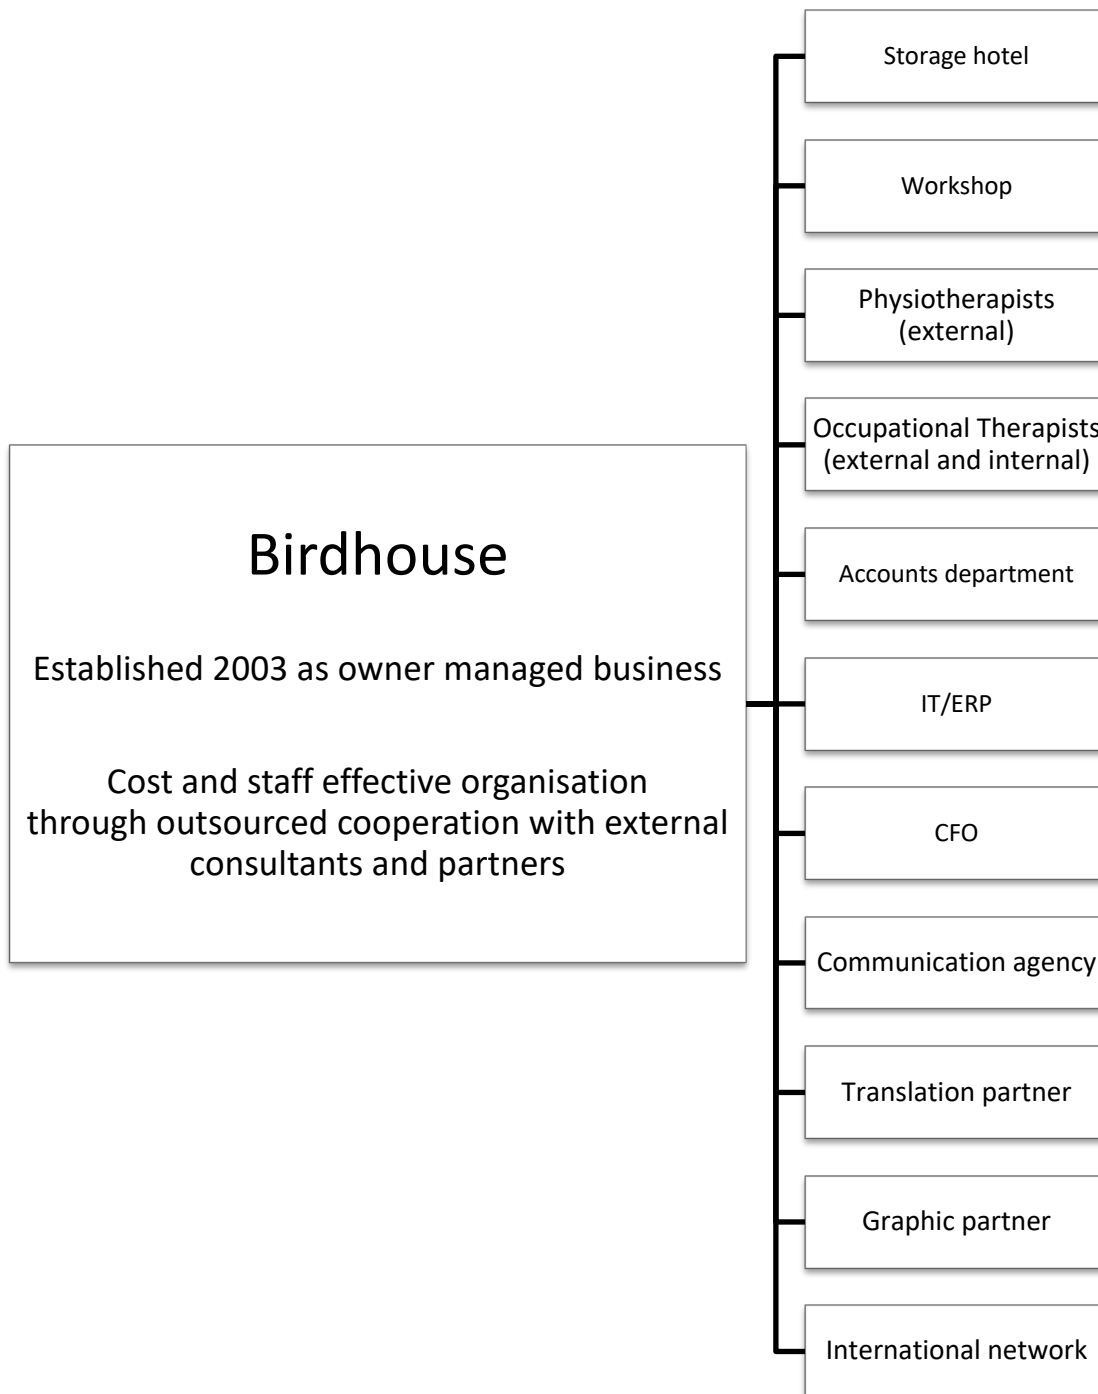 Birdhouse
Established 2003 as owner managed business
Cost and staff effective organisation
through outsourced cooperation with external
consultants and partners
Storage hotel
Workshop
Physiotherapists
(external)
Occupational Therapists
(external and internal)
Accounts department
IT/ERP
CFO
Communication agency
Translation partner
Graphic partner
International network